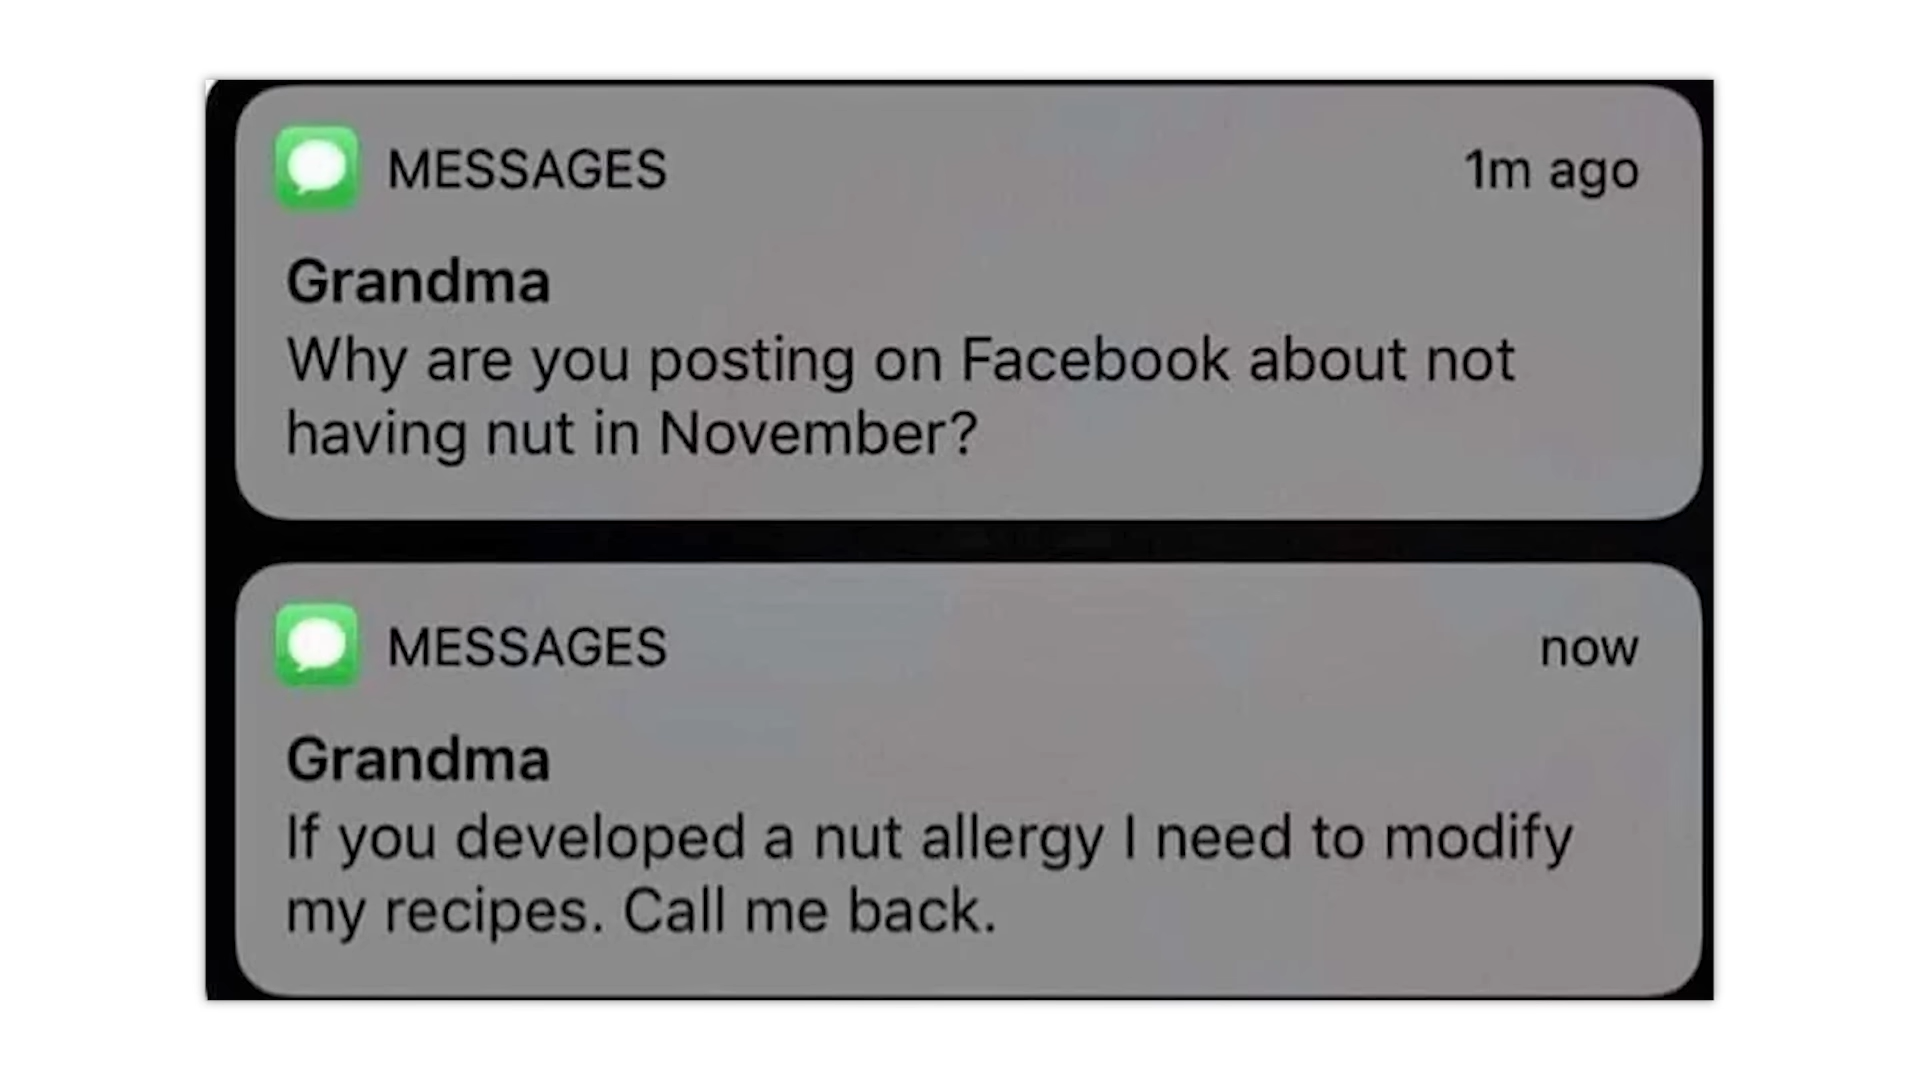 MESSAGES
1m ago
Grandma
Why are you posting on Facebook about not
having nut in November?
MESSAGES
now
Grandma
If you developed a nut allergy I need to modify
my recipes. Call me back.